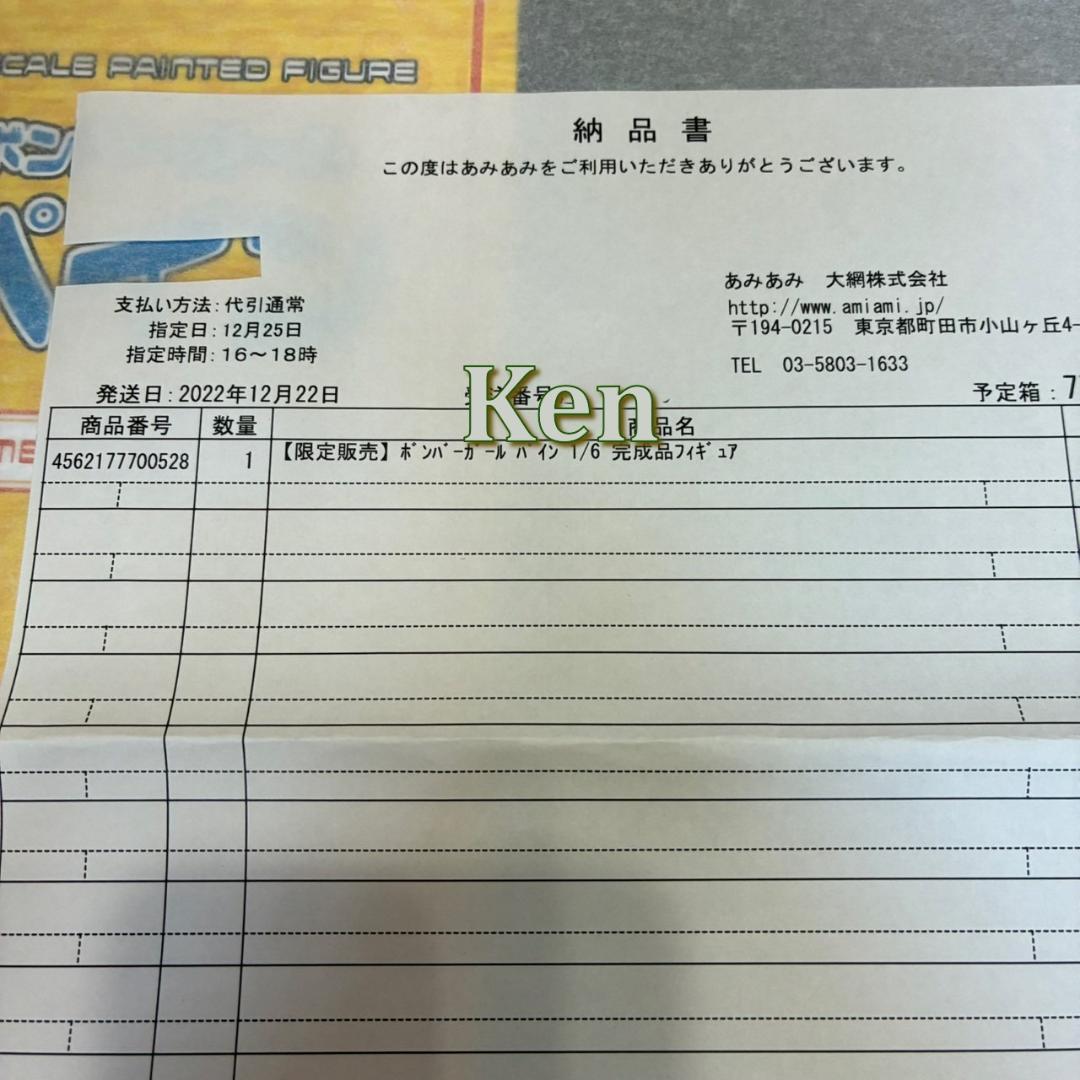 SCALE PAINTED FIGURE
ボン
納品書
この度はあみあみをご利用いただきありがとうございます。
あみあみ 大網株式会社
http://www.amiami.jp/
〒194-0215 東京都町田市小山ヶ丘4-
TEL 03-5803-1633
支払い方法:代引通常
指定日:12月25日
指定時間:16～18時
発送日:2022年12月22日
番号
予定箱:7
Ken
商品番号 数量 商品名
4562177700528 1 【限定販売】ﾎﾞﾝﾊﾞｰｶﾞｰﾙ ﾊﾟｲﾝ 1/6 完成品ﾌｨｷﾞｭｱ